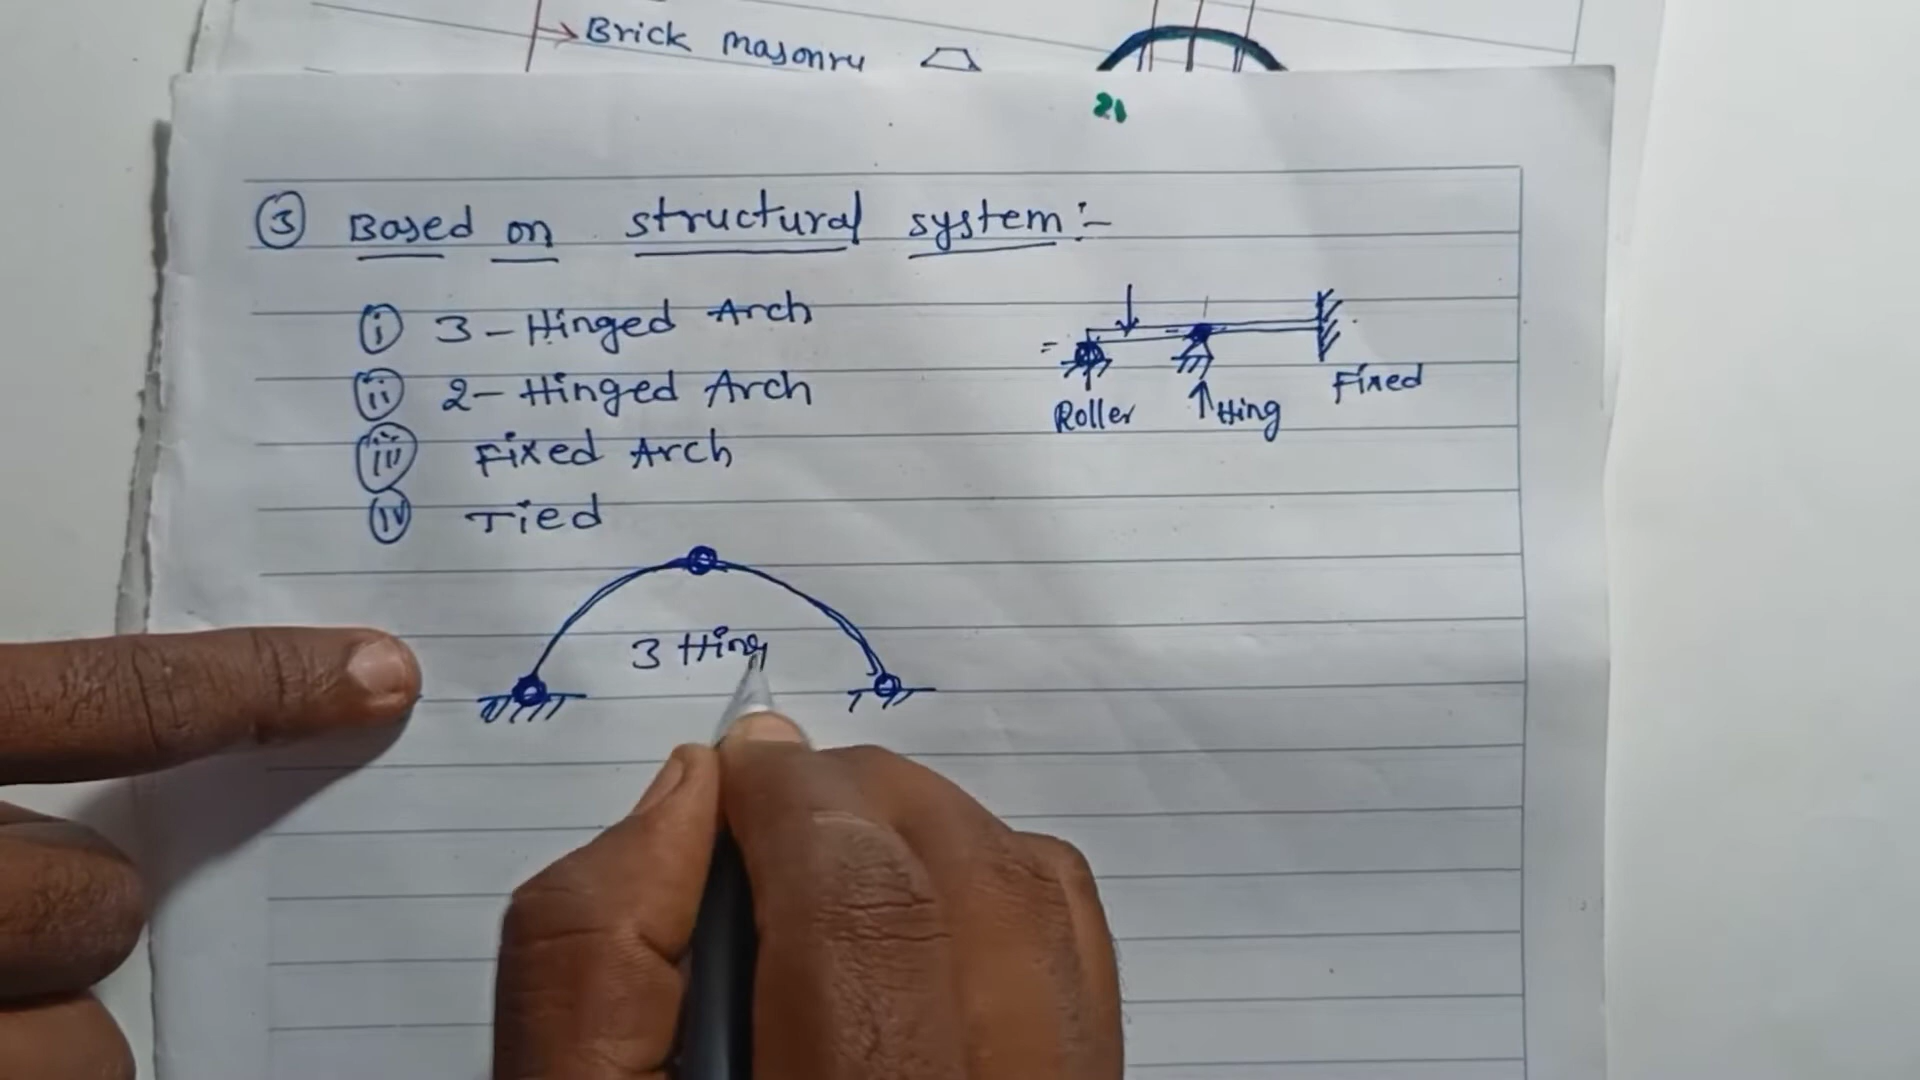 → Brick masonry
21
③ Based on structural system :-
ⓘ 3-Hinged Arch
ⓘⓘ 2-Hinged Arch
ⓘⓘⓘ Fixed Arch
ⓘⓥ Tied
Roller
Hing
Fixed
3 Hing